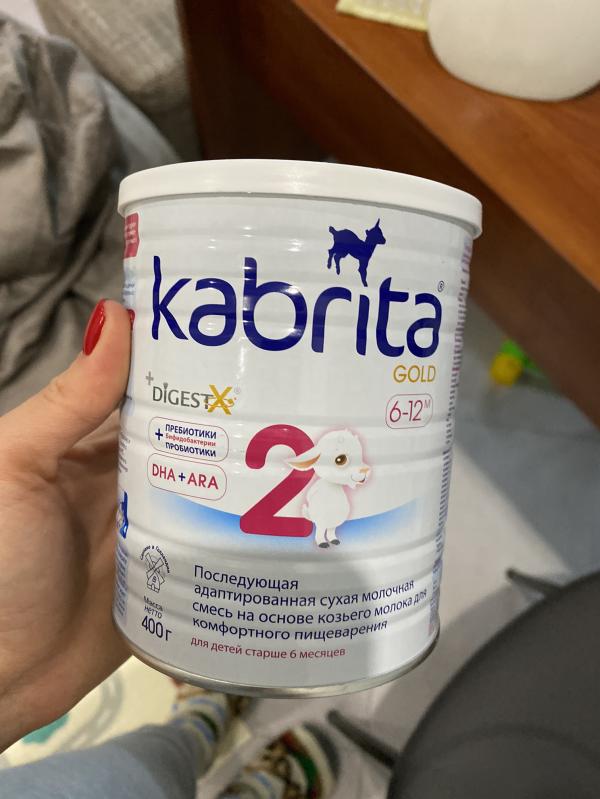 kabrita®
GOLD
+DIGESTX®
6-12 М
+ ПРЕБИОТИКИ
бифидобактерии
ПРОБИОТИКИ
DHA + ARA
2
Последующая
адаптированная сухая молочная
смесь на основе козьего молока для
комфортного пищеварения
для детей старше 6 месяцев
Масса
нетто
400 г